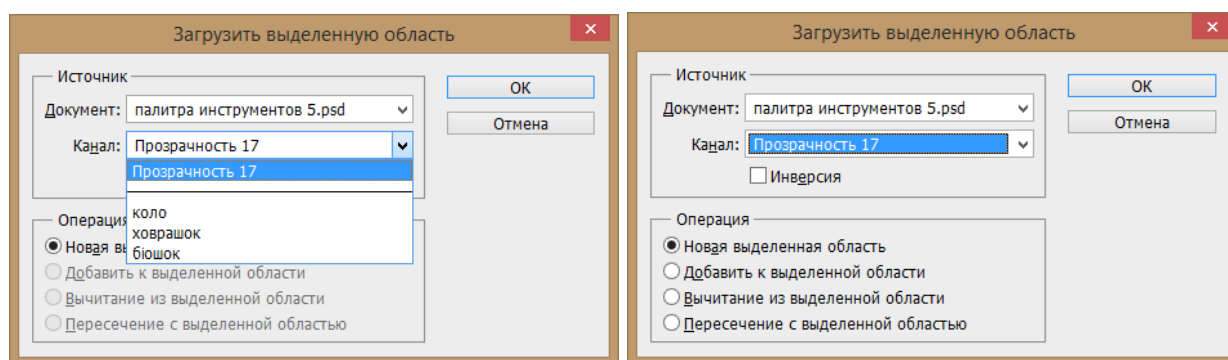 Загрузить выделенную область
Источник
Документ: палитра инструментов 5.psd
Канал: Прозрачность 17
Прозрачность 17
коло
ховрашок
біошок
OK
Отмена
Операция
Новая вы
Добавить к выделенной области
Вычитание из выделенной области
Пересечение с выделенной областью
Загрузить выделенную область
Источник
Документ: палитра инструментов 5.psd
Канал: Прозрачность 17
Инверсия
OK
Отмена
Операция
Новая выделенная область
Добавить к выделенной области
Вычитание из выделенной области
Пересечение с выделенной областью